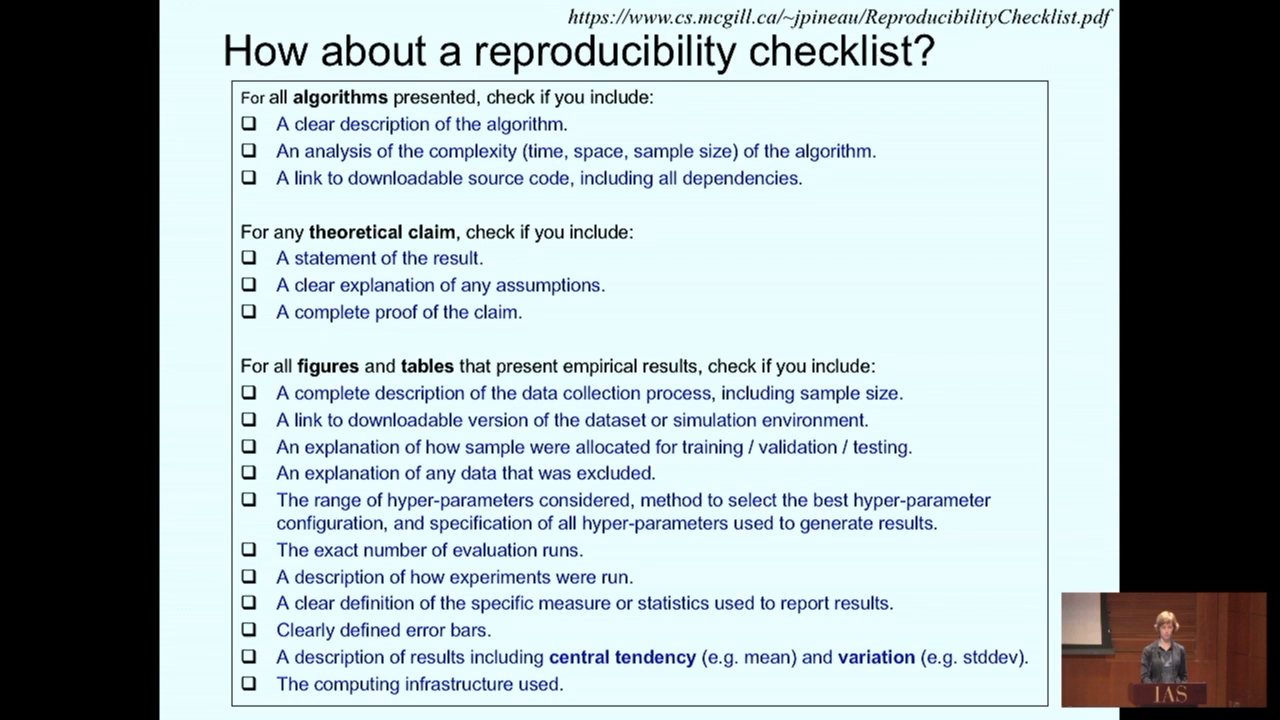 https://www.cs.mcgill.ca/~jpineau/ReproducibilityChecklist.pdf
How about a reproducibility checklist?
For all algorithms presented, check if you include:
❑ A clear description of the algorithm.
❑ An analysis of the complexity (time, space, sample size) of the algorithm.
❑ A link to downloadable source code, including all dependencies.
For any theoretical claim, check if you include:
❑ A statement of the result.
❑ A clear explanation of any assumptions.
❑ A complete proof of the claim.
For all figures and tables that present empirical results, check if you include:
❑ A complete description of the data collection process, including sample size.
❑ A link to downloadable version of the dataset or simulation environment.
❑ An explanation of how sample were allocated for training / validation / testing.
❑ An explanation of any data that was excluded.
❑ The range of hyper-parameters considered, method to select the best hyper-parameter
configuration, and specification of all hyper-parameters used to generate results.
❑ The exact number of evaluation runs.
❑ A description of how experiments were run.
❑ A clear definition of the specific measure or statistics used to report results.
❑ Clearly defined error bars.
❑ A description of results including central tendency (e.g. mean) and variation (e.g. stddev).
❑ The computing infrastructure used.
IAS